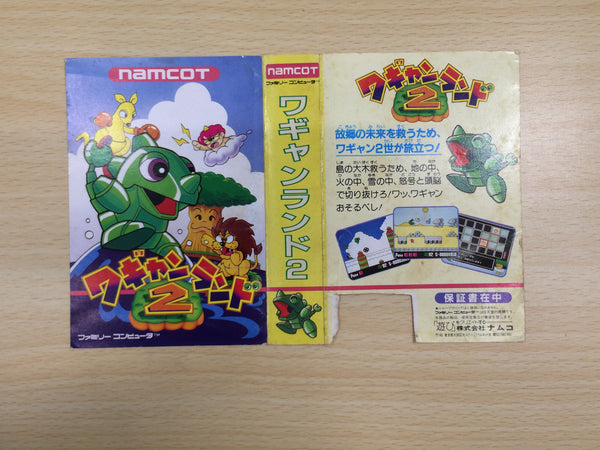 namcot
ワギャンランド
2
ファミリー コンピュータ™
namcot
ファミリー コンピュータ™
ワギャンランド2
ワギャンランド
2
故郷の未来を救うため、
ワギャン2世が旅立つ!
島の大木救うため、地の中、
火の中、雪の中、怒号と頭脳
で切り抜けろ!ワッ、ワギャン
おそるべし!
保証書在中
株式会社 ナムコ